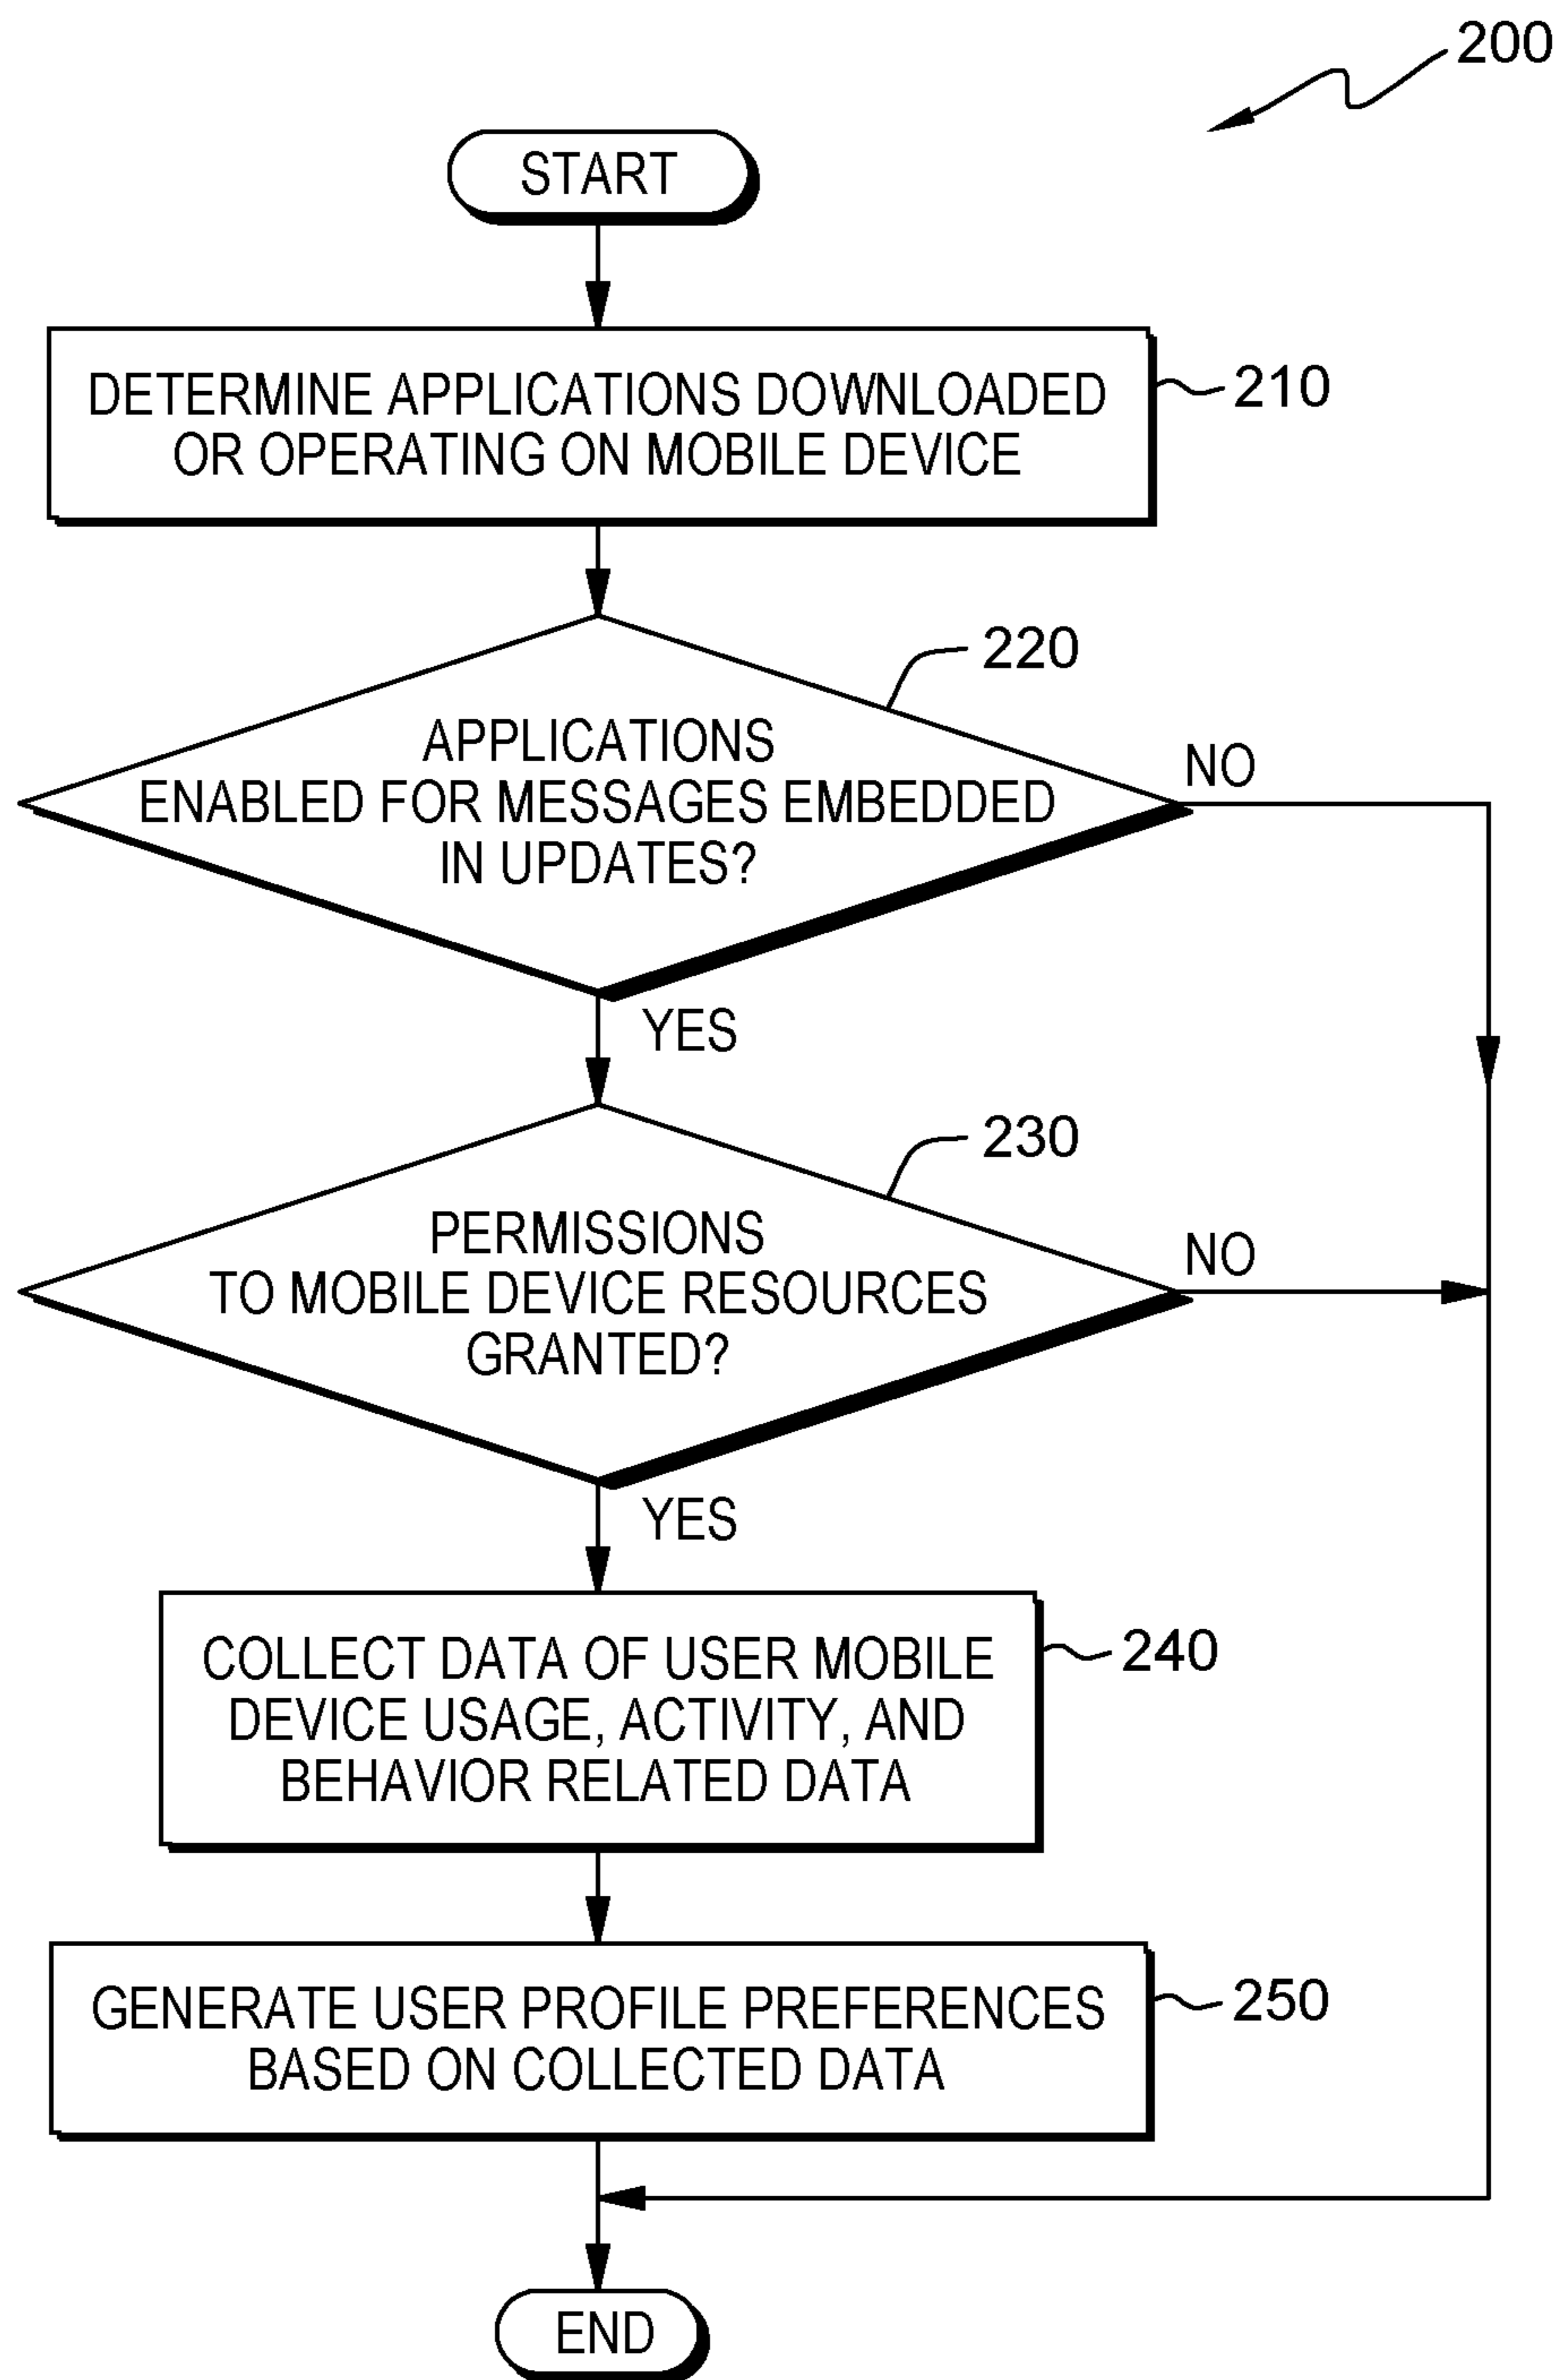 200
START
DETERMINE APPLICATIONS DOWNLOADED
OR OPERATING ON MOBILE DEVICE
210
220
APPLICATIONS
ENABLED FOR MESSAGES EMBEDDED
IN UPDATES?
NO
YES
230
PERMISSIONS
TO MOBILE DEVICE RESOURCES
GRANTED?
NO
YES
COLLECT DATA OF USER MOBILE
DEVICE USAGE, ACTIVITY, AND
BEHAVIOR RELATED DATA
240
GENERATE USER PROFILE PREFERENCES
BASED ON COLLECTED DATA
250
END